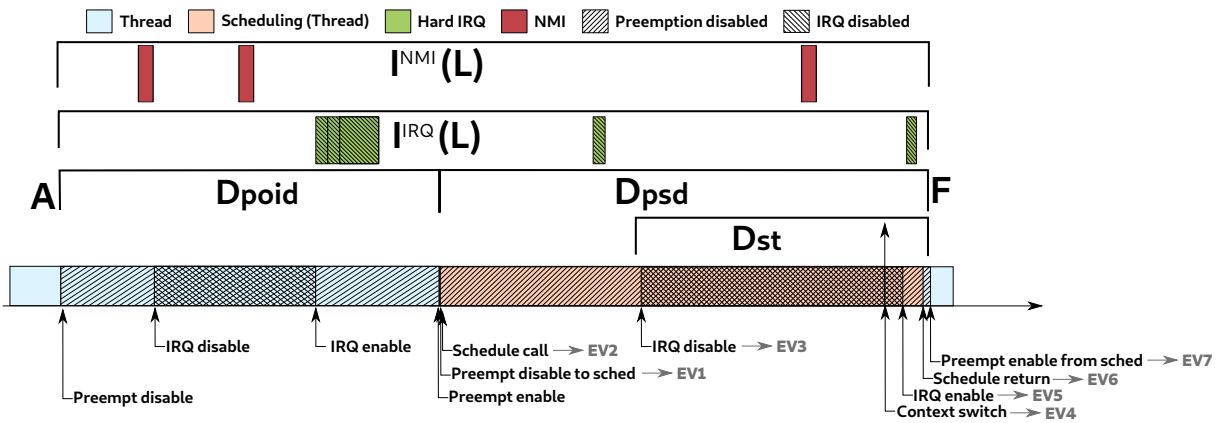 Thread Scheduling (Thread) Hard IRQ NMI Preemption disabled IRQ disabled
I^NMI (L)
I^IRQ (L)
A Dpoid Dpsd F
Dst
IRQ disable IRQ enable Schedule call EV2 IRQ disable EV3
Preempt enable from sched EV7
Preempt disable to sched EV1
Schedule return EV6
Preempt disable Preempt enable IRQ enable EV5
Context switch EV4